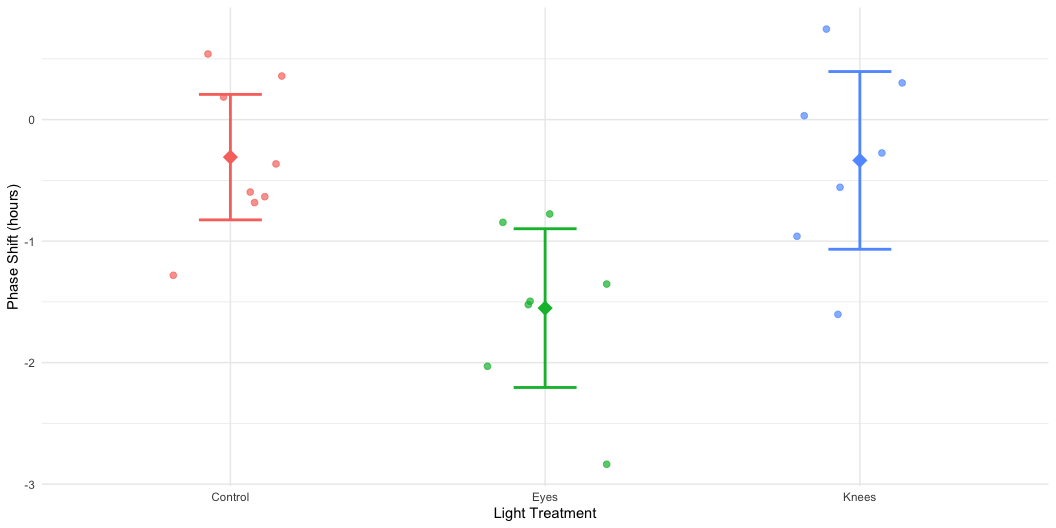 Phase Shift (hours)
0
-1
-2
-3
Control
Eyes
Knees
Light Treatment